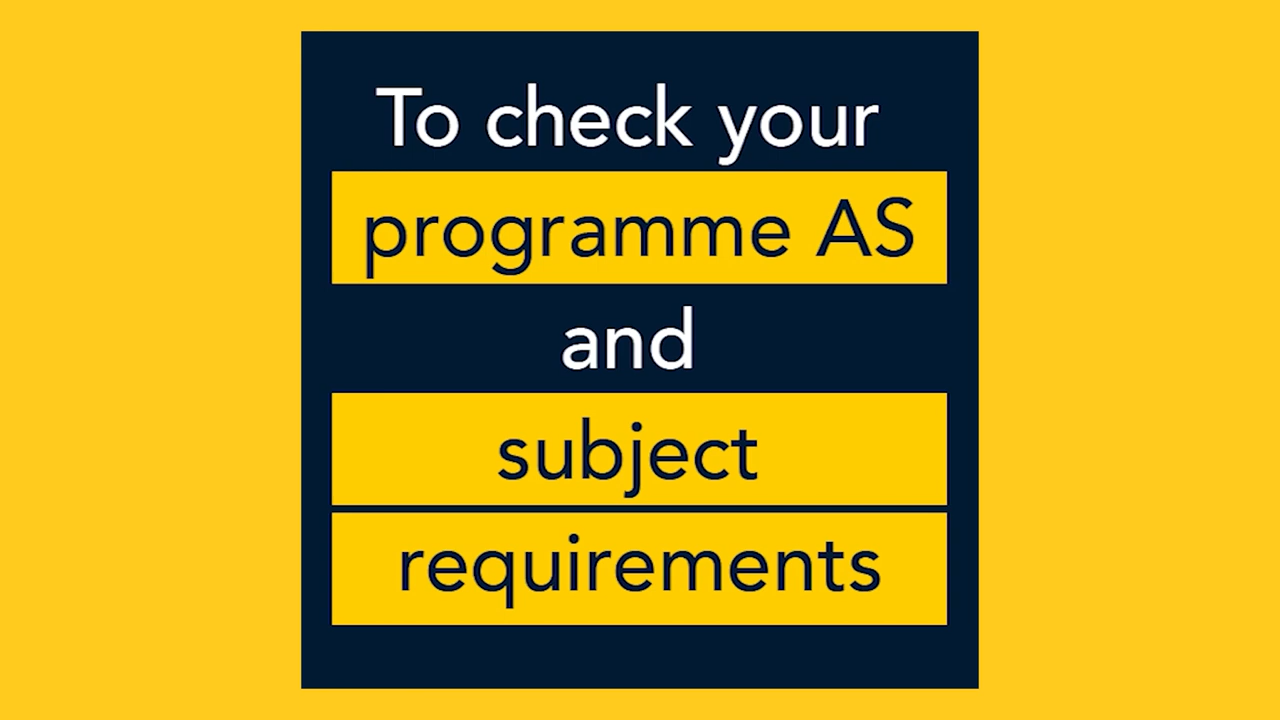 To check your
programme AS
and
subject
requirements